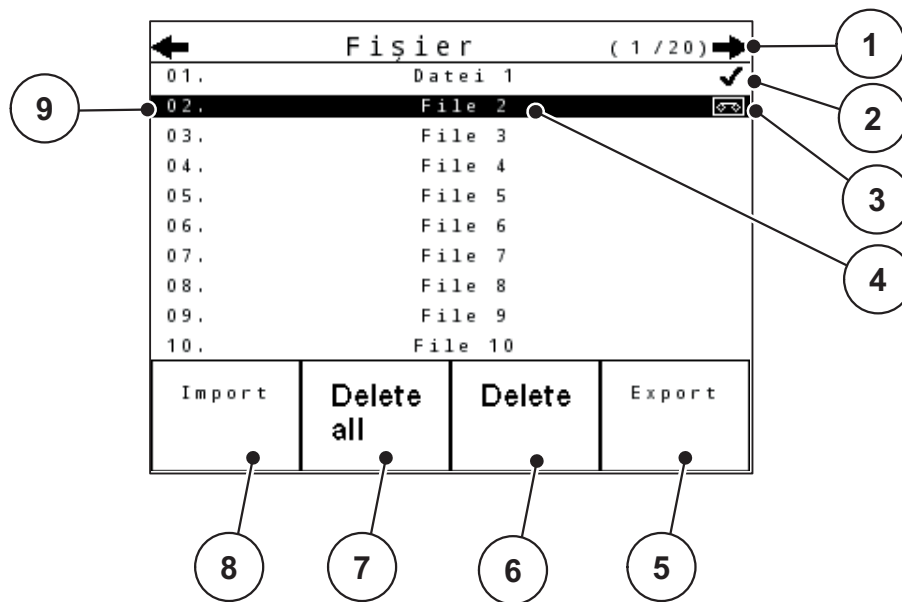 Fișier (1/20)
1
01. Datei 1
2
9
02. File 2
3
03. File 3
04. File 4
05. File 5
06. File 6
07. File 7
4
08. File 8
09. File 9
10. File 10
Import Delete all Delete Export
8 7 6 5